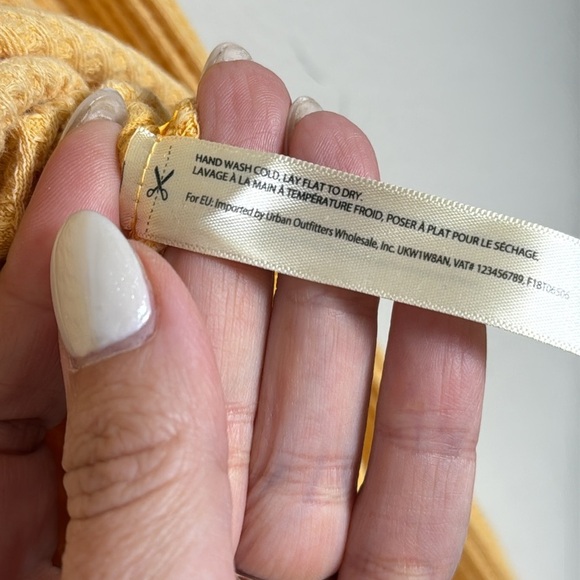 HAND WASH COLD, LAY FLAT TO DRY.
LAVAGE À LA MAIN À TEMPÉRATURE FROID, POSER À PLAT POUR LE SÉCHAGE.
For EU: Imported by Urban Outfitters Wholesale, Inc. UKW1W8AN, VAT# 123456789,